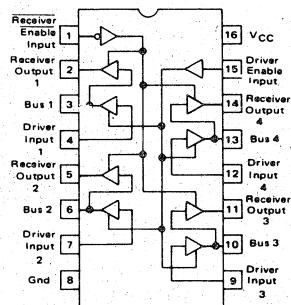 Receiver
Enable
Input
1
Receiver
Output
1
2
Bus 1
3
Driver
Input
1
4
Receiver
Output
2
5
Bus 2
6
Driver
Input
2
7
Gnd
8
16
VCC
15
Driver
Enable
Input
14
Receiver
Output
4
13
Bus 4
12
Driver
Input
4
11
Receiver
Output
3
10
Bus 3
9
Driver
Input
3